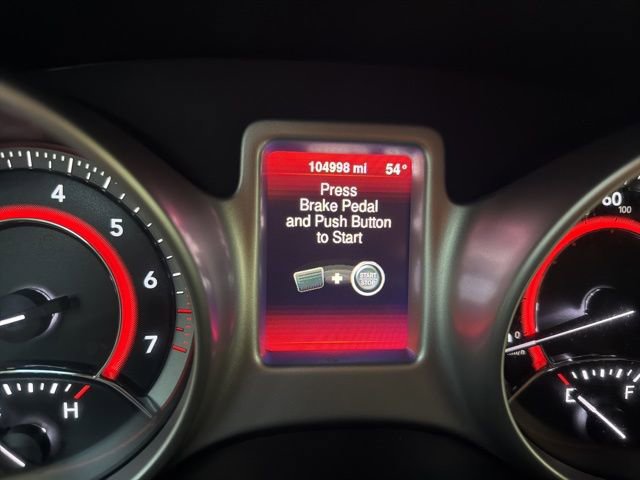 104998 mi 54°
Press
Brake Pedal
and Push Button
to Start
START
STOP
4
5
6
7
H
60
100
0
E
F